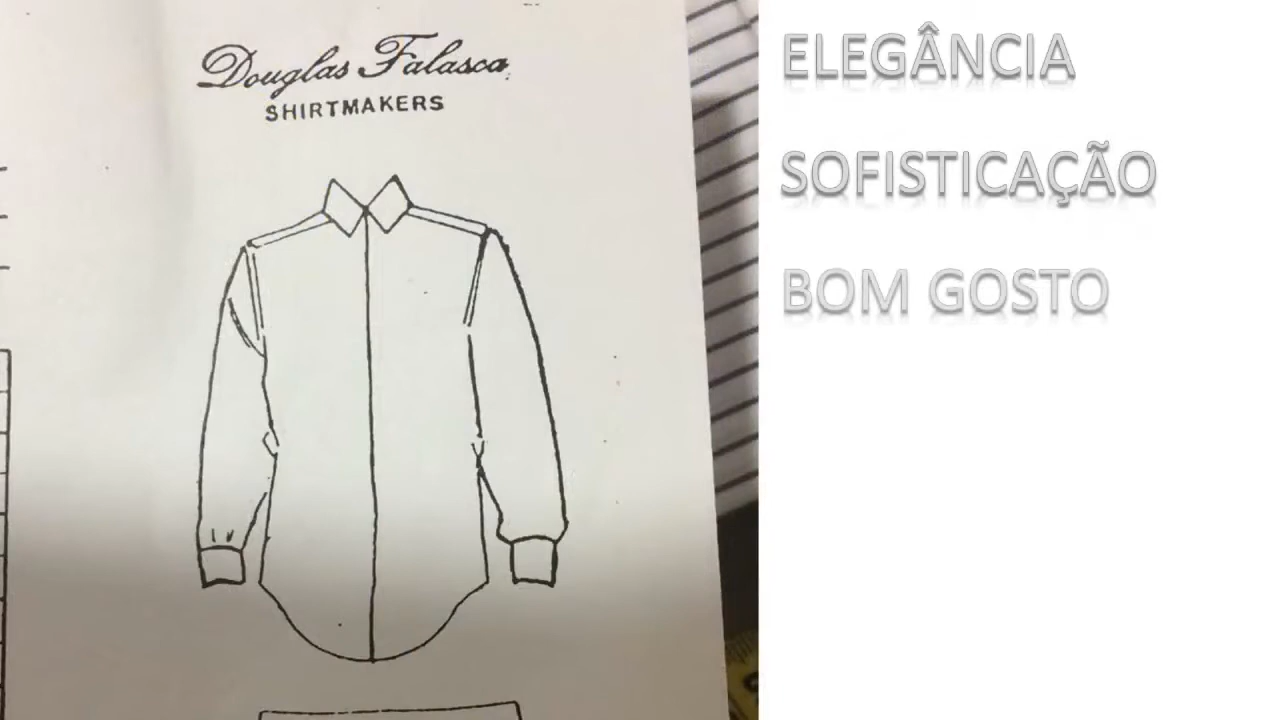 Douglas Falasca
SHIRTMAKERS
ELEGÂNCIA
SOFISTICAÇÃO
BOM GOSTO